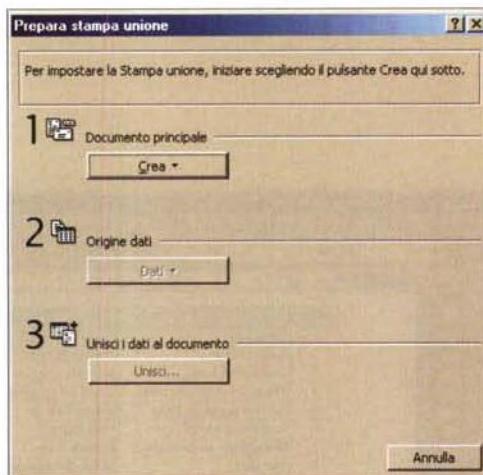 Prepara stampa unione
Per impostare la Stampa unione, iniziare scegliendo il pulsante Crea qui sotto.
1 Documento principale
Crea
2 Origine dati
Dati
3 Unisci i dati al documento
Unisci...
Annulla